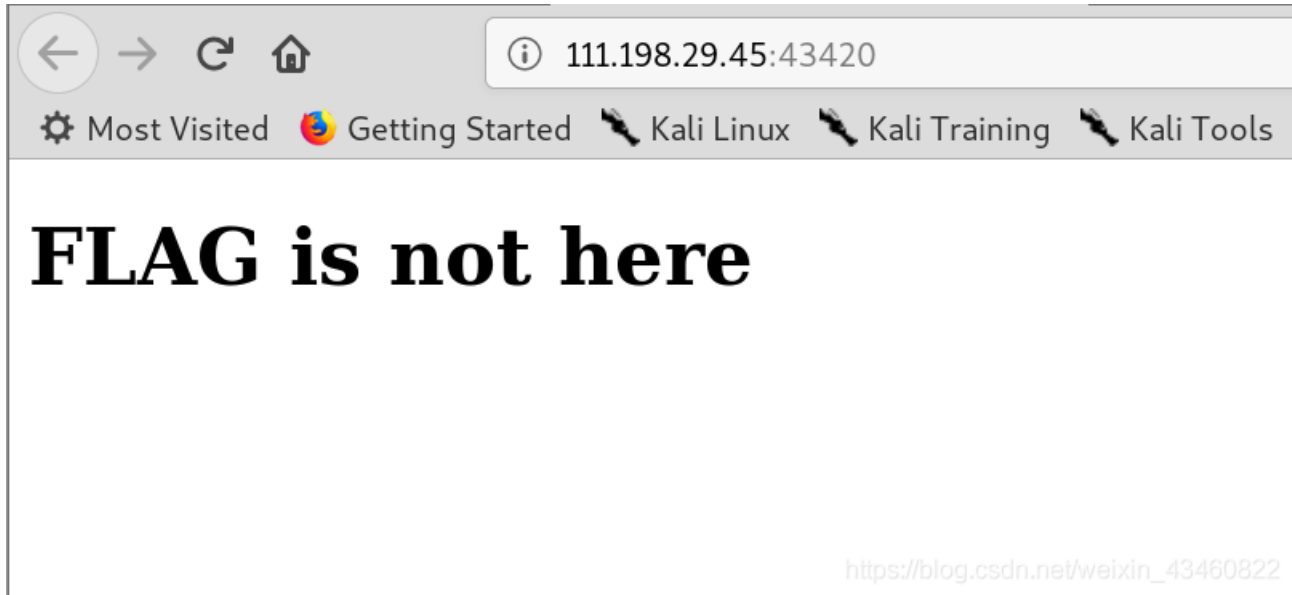 111.198.29.45:43420
Most Visited Getting Started Kali Linux Kali Training Kali Tools
FLAG is not here
https://blog.csdn.net/weixin_43460822